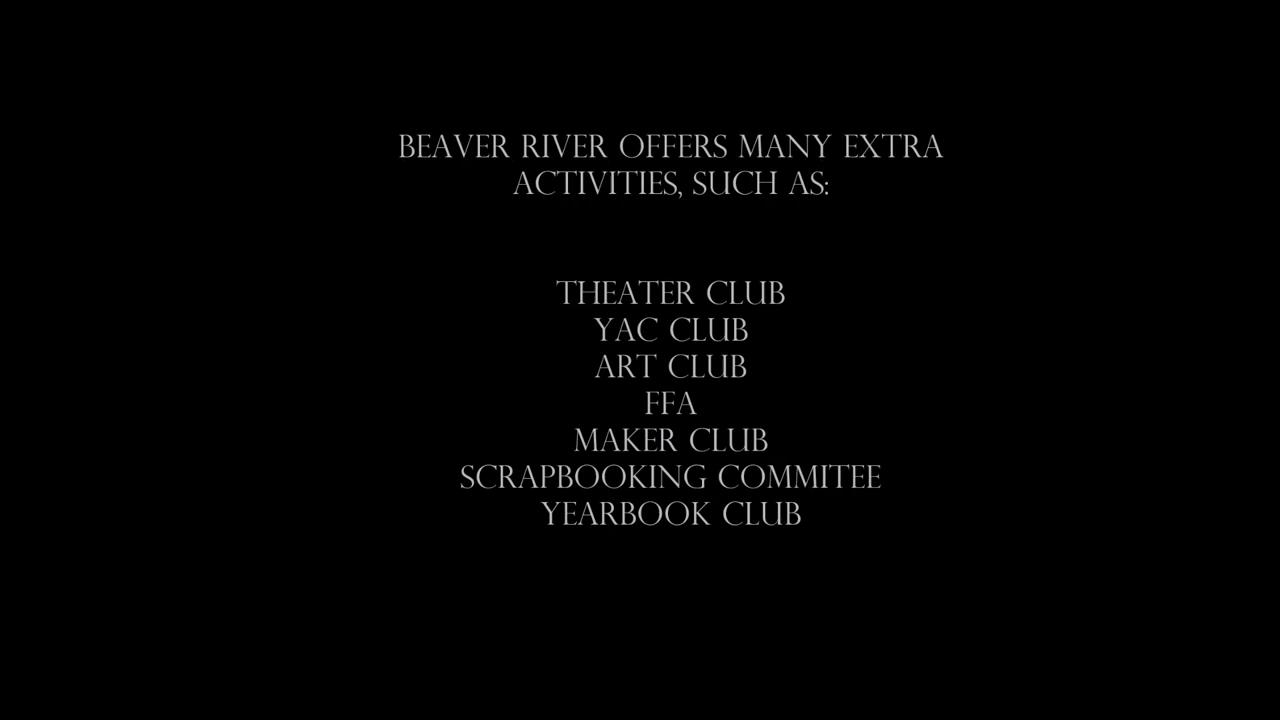 BEAVER RIVER OFFERS MANY EXTRA
ACTIVITIES, SUCH AS:
THEATER CLUB
YAC CLUB
ART CLUB
FFA
MAKER CLUB
SCRAPBOOKING COMMITEE
YEARBOOK CLUB